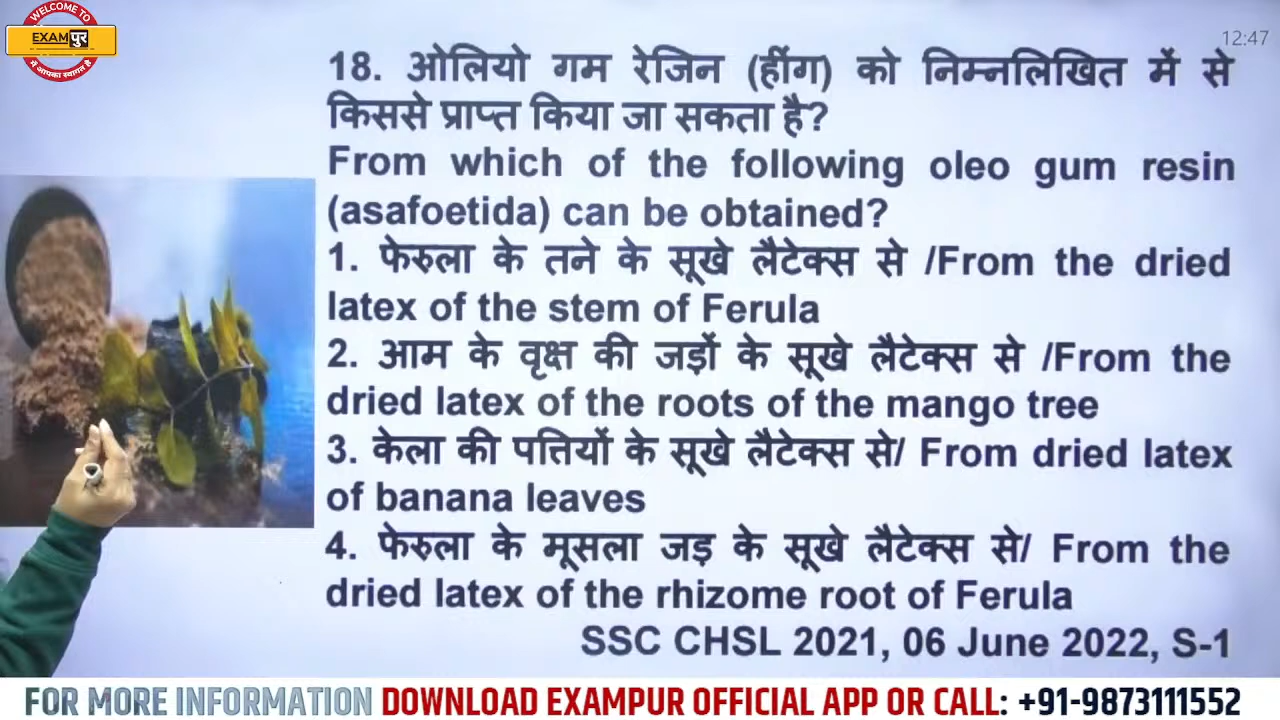 WELCOME TO
EXAMपुर
में आपका स्वागत है
12:47
18. ओलियो गम रेजिन (हींग) को निम्नलिखित में से
किससे प्राप्त किया जा सकता है?
From which of the following oleo gum resin
(asafoetida) can be obtained?
1. फेरुला के तने के सूखे लैटेक्स से /From the dried
latex of the stem of Ferula
2. आम के वृक्ष की जड़ों के सूखे लैटेक्स से /From the
dried latex of the roots of the mango tree
3. केला की पत्तियों के सूखे लैटेक्स से/ From dried latex
of banana leaves
4. फेरुला के मूसला जड़ के सूखे लैटेक्स से/ From the
dried latex of the rhizome root of Ferula
SSC CHSL 2021, 06 June 2022, S-1
FOR MORE INFORMATION DOWNLOAD EXAMPUR OFFICIAL APP OR CALL: +91-9873111552